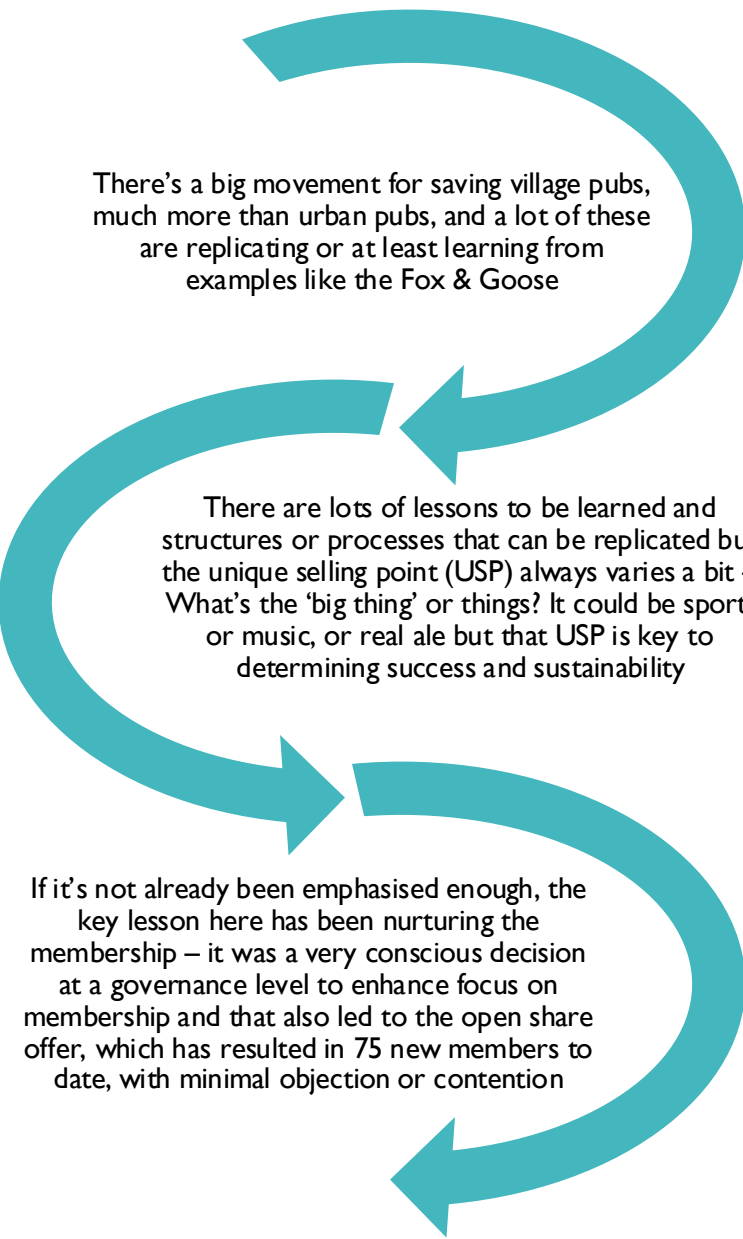 There’s a big movement for saving village pubs,
much more than urban pubs, and a lot of these
are replicating or at least learning from
examples like the Fox & Goose
There are lots of lessons to be learned and
structures or processes that can be replicated bu
the unique selling point (USP) always varies a bit -
What’s the ‘big thing’ or things? It could be sport
or music, or real ale but that USP is key to
determining success and sustainability
If it’s not already been emphasised enough, the
key lesson here has been nurturing the
membership – it was a very conscious decision
at a governance level to enhance focus on
membership and that also led to the open share
offer, which has resulted in 75 new members to
date, with minimal objection or contention